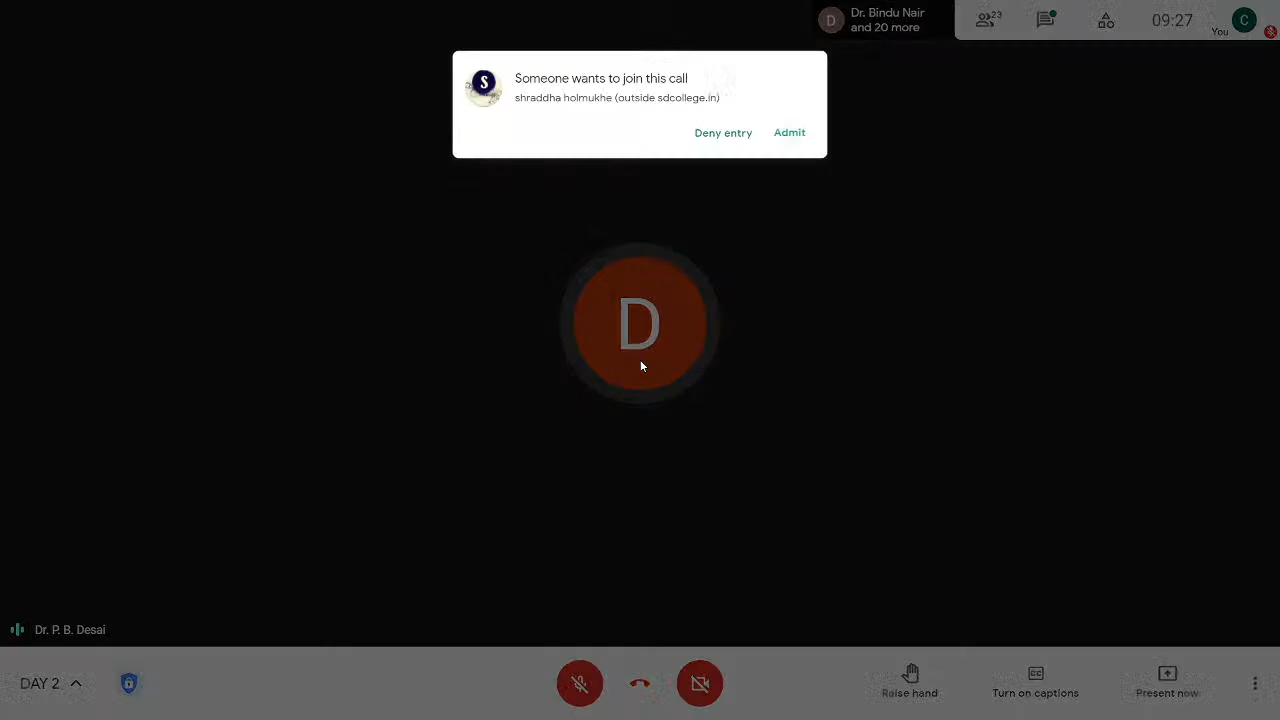 D
Dr. Bindu Nair
and 20 more
23
09:27
You
C
S
Someone wants to join this call
shraddha holmukhe (outside sdcollege.in)
Deny entry
Admit
D
Dr. P. B. Desai
DAY 2
Raise hand
CC
Turn on captions
Present now